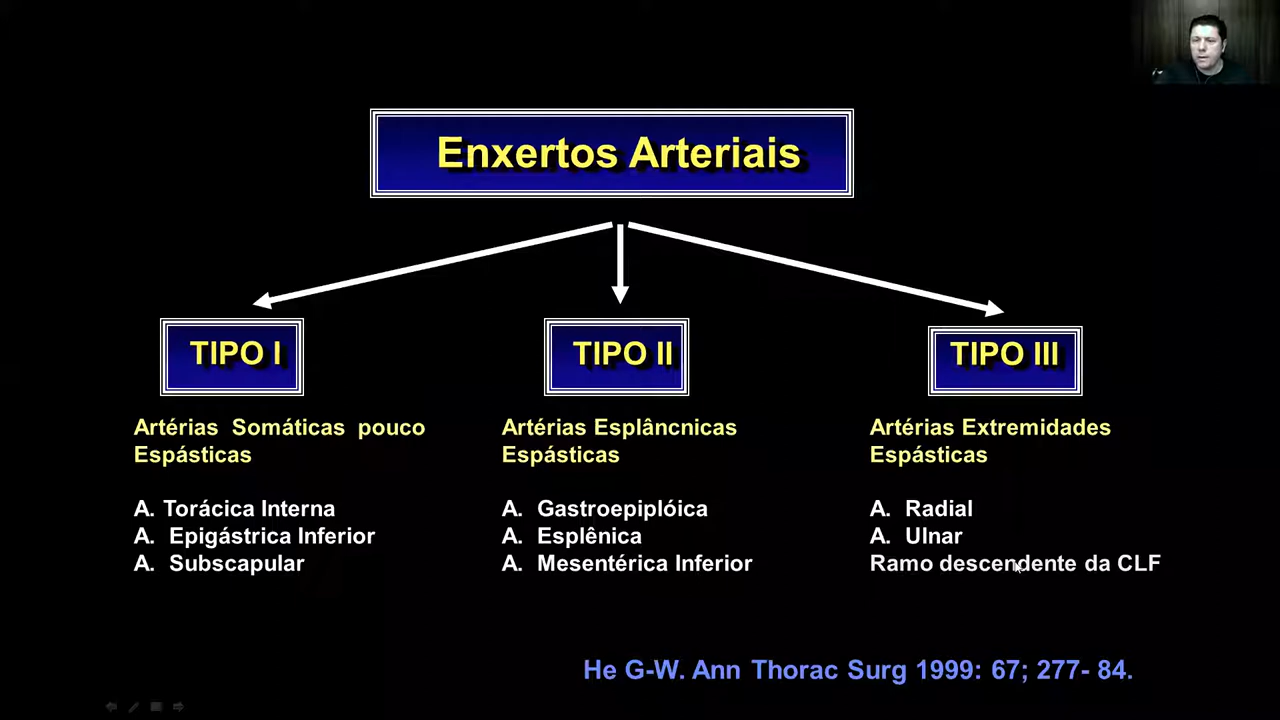 Enxertos Arteriais
TIPO I
TIPO II
TIPO III
Artérias Somáticas pouco
Espásticas
A. Torácica Interna
A. Epigástrica Inferior
A. Subscapular
Artérias Esplâncnicas
Espásticas
A. Gastroepiplóica
A. Esplênica
A. Mesentérica Inferior
Artérias Extremidades
Espásticas
A. Radial
A. Ulnar
Ramo descendente da CLF
He G-W. Ann Thorac Surg 1999: 67; 277- 84.